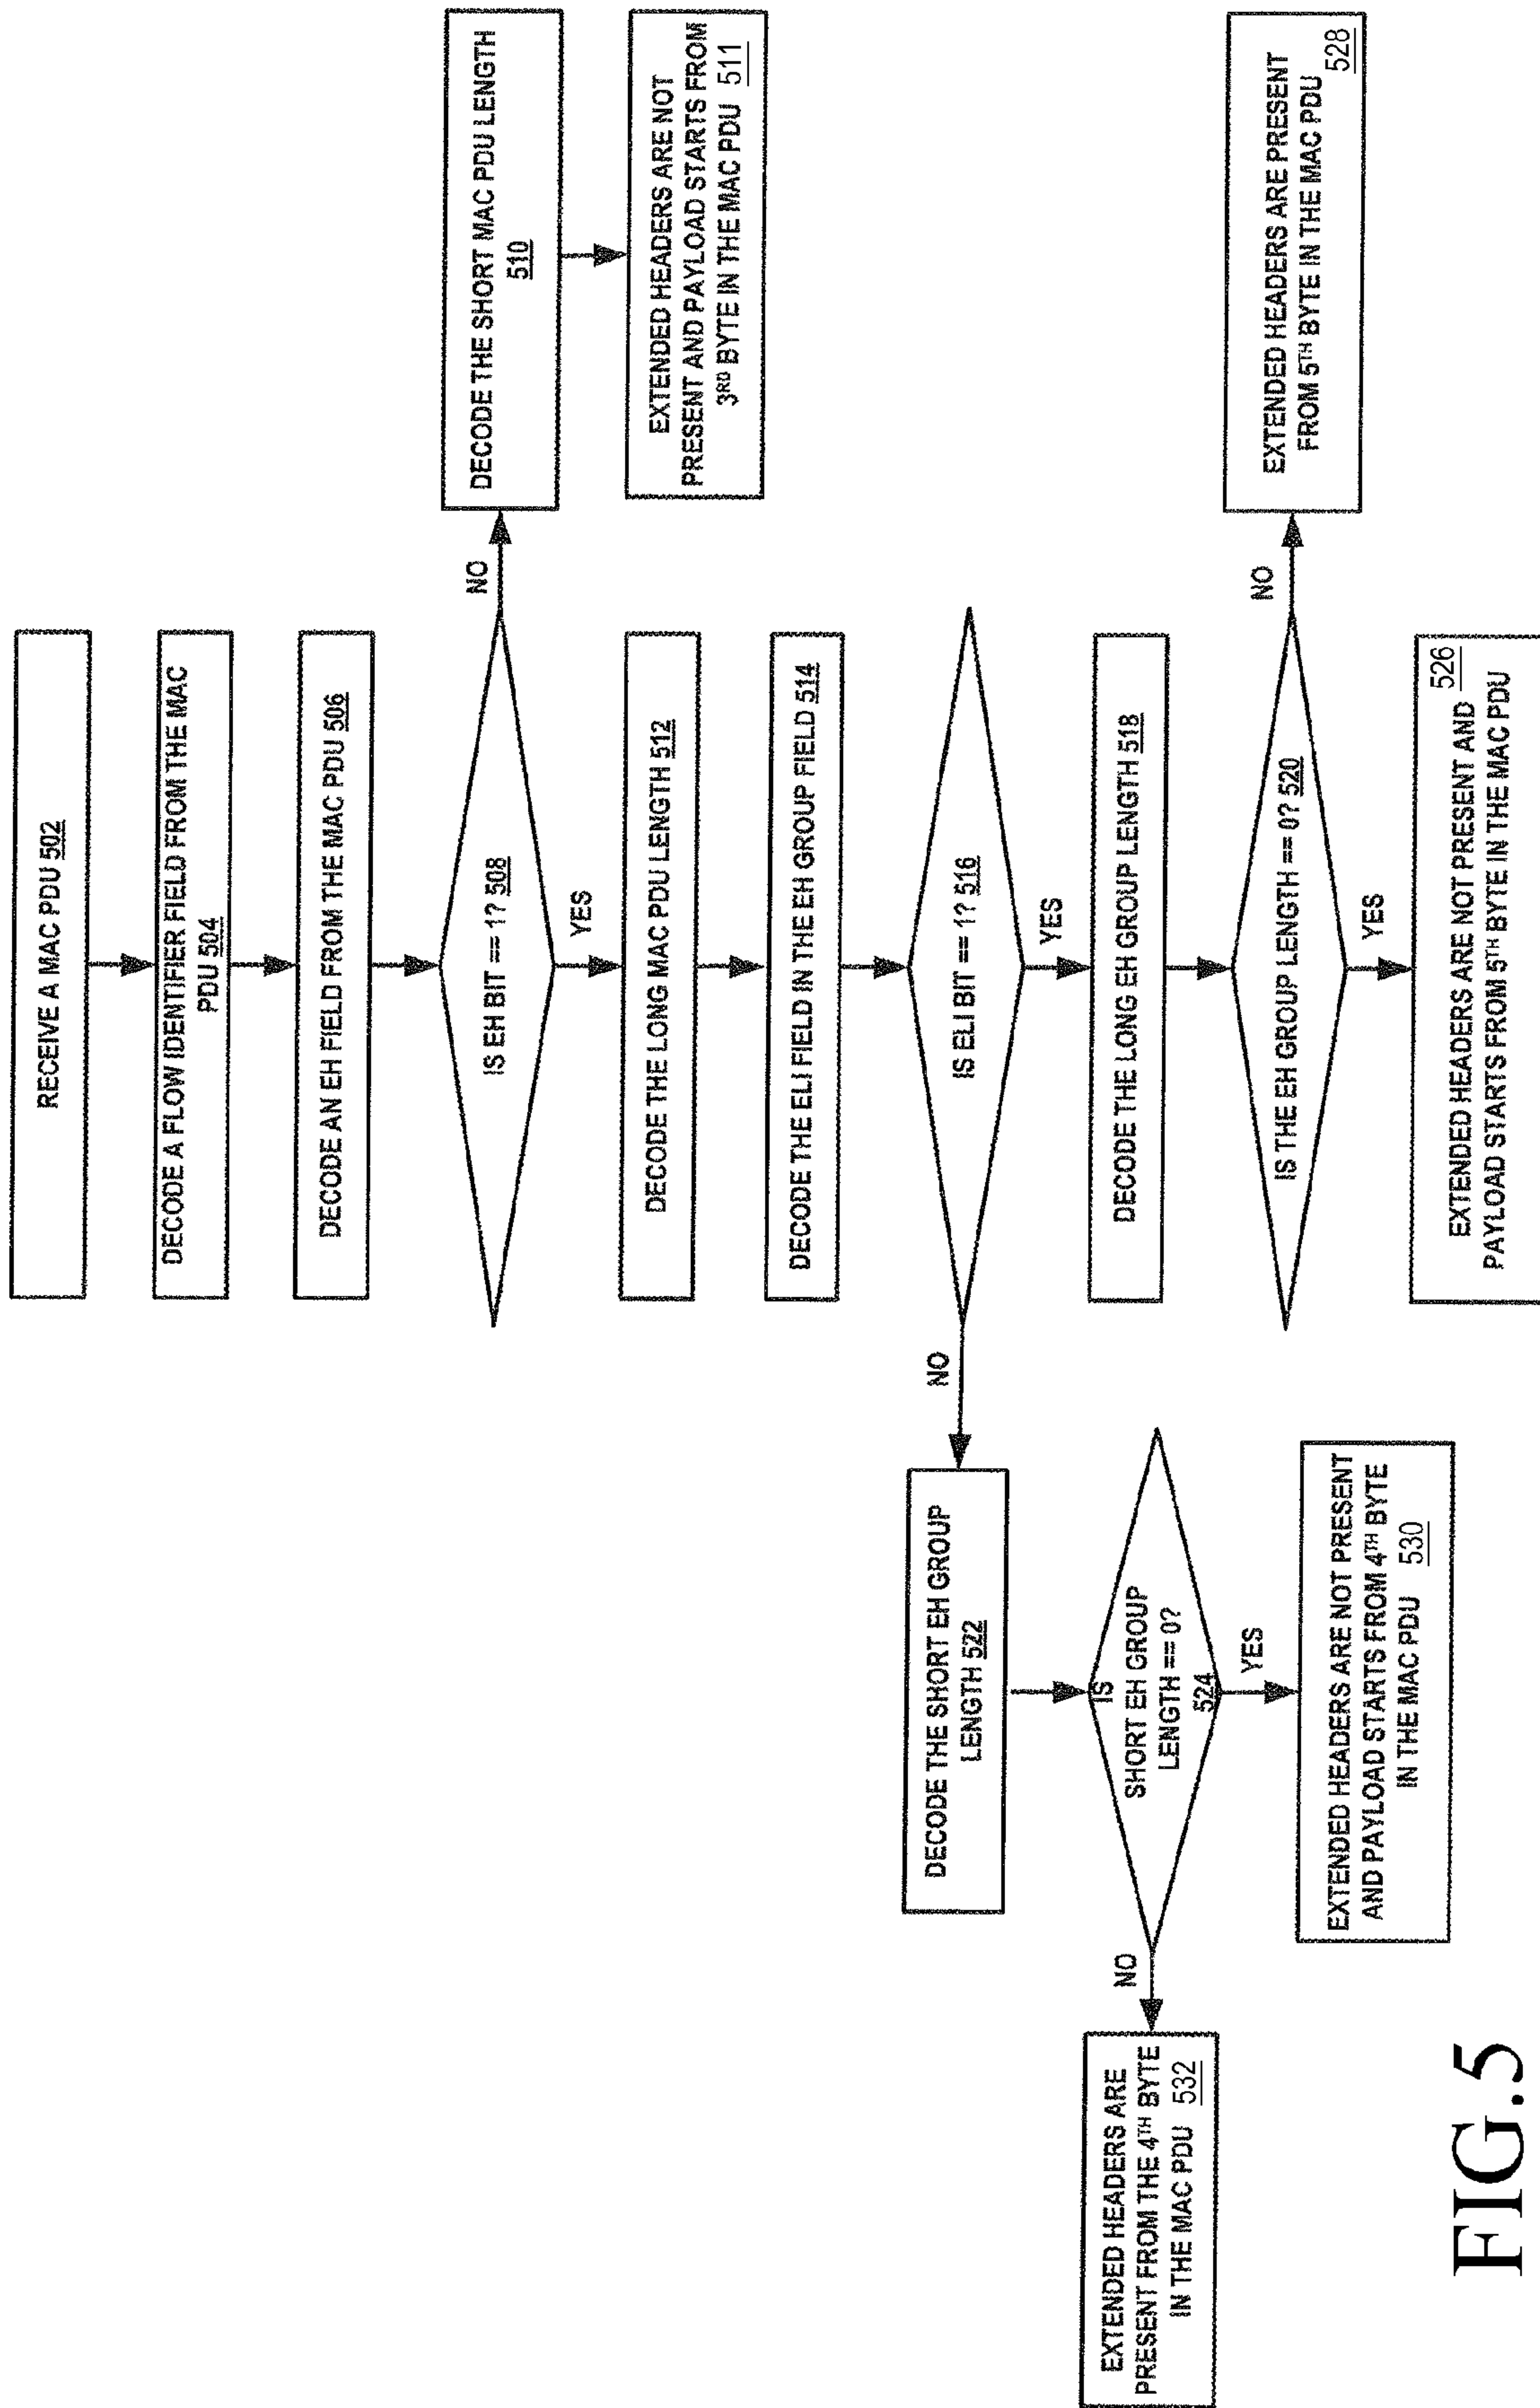 RECEIVE A MAC PDU 502
DECODE A FLOW IDENTIFIER FIELD FROM THE MAC
PDU 504
DECODE AN EH FIELD FROM THE MAC PDU 506
IS EH BIT == 1? 508
NO
DECODE THE SHORT MAC PDU LENGTH
510
EXTENDED HEADERS ARE NOT
PRESENT AND PAYLOAD STARTS FROM
3RD BYTE IN THE MAC PDU 511
YES
DECODE THE LONG MAC PDU LENGTH 512
DECODE THE ELI FIELD IN THE EH GROUP FIELD 514
IS ELI BIT == 1? 516
NO
YES
DECODE THE SHORT EH GROUP
LENGTH 522
IS
SHORT EH GROUP
LENGTH == 0?
524
NO
YES
EXTENDED HEADERS ARE
PRESENT FROM THE 4TH BYTE
IN THE MAC PDU 532
EXTENDED HEADERS ARE NOT PRESENT
AND PAYLOAD STARTS FROM 4TH BYTE
IN THE MAC PDU 530
DECODE THE LONG EH GROUP LENGTH 518
IS THE EH GROUP LENGTH == 0? 520
NO
YES
EXTENDED HEADERS ARE PRESENT
FROM 5TH BYTE IN THE MAC PDU
528
526
EXTENDED HEADERS ARE NOT PRESENT AND
PAYLOAD STARTS FROM 5TH BYTE IN THE MAC PDU
FIG.5